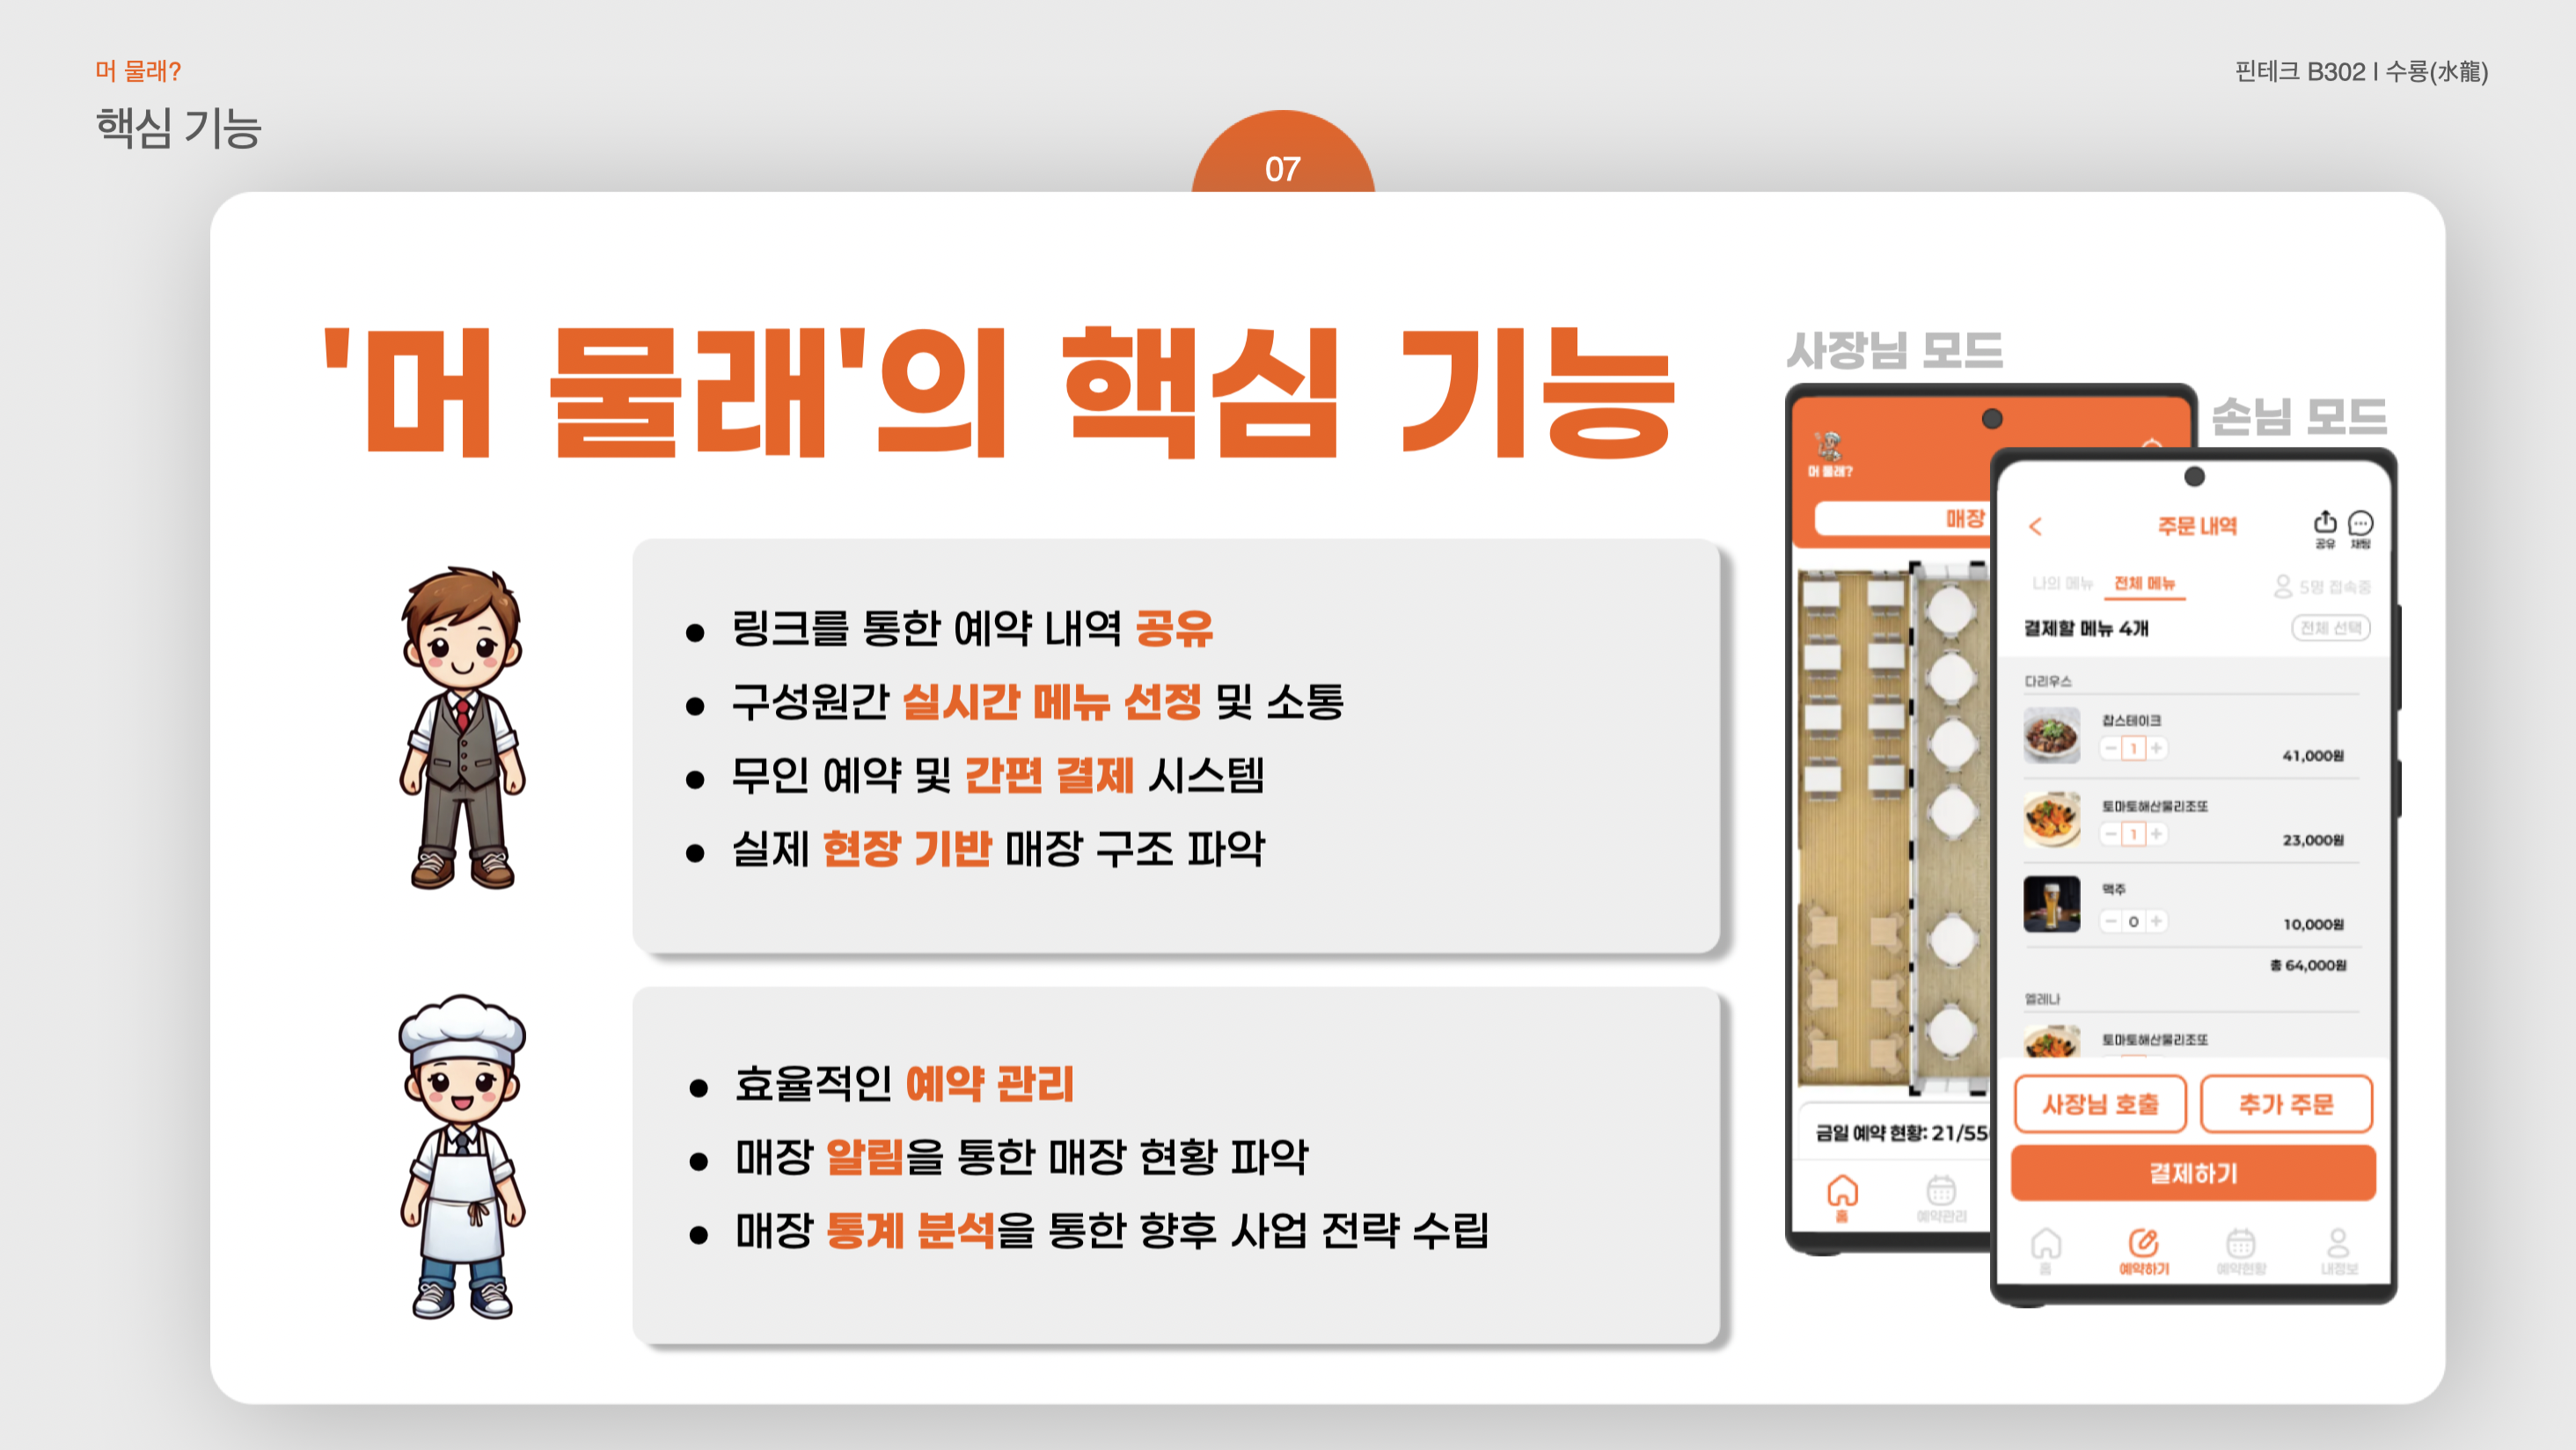 머 물래?
핵심 기능
핀테크 B302 I 수룡(水龍)
07
'머 물래'의 핵심 기능
링크를 통한 예약 내역 공유
구성원간 실시간 메뉴 선정 및 소통
무인 예약 및 간편 결제 시스템
실제 현장 기반 매장 구조 파악
효율적인 예약 관리
매장 알림을 통한 매장 현황 파악
매장 통계 분석을 통한 향후 사업 전략 수립
사장님 모드
머 물래?
매장
금일 예약 현황: 21/55
홈
예약관리
손님 모드
주문 내역
공유
채팅
나의 메뉴
전체 메뉴
5명 접속중
결제할 메뉴 4개
전체 선택
다리우스
찹스테이크
1
41,000원
토마토해산물리조또
1
23,000원
맥주
0
10,000원
총 64,000원
엘레나
토마토해산물리조또
사장님 호출
추가 주문
결제하기
홈
예약하기
예약현황
내정보